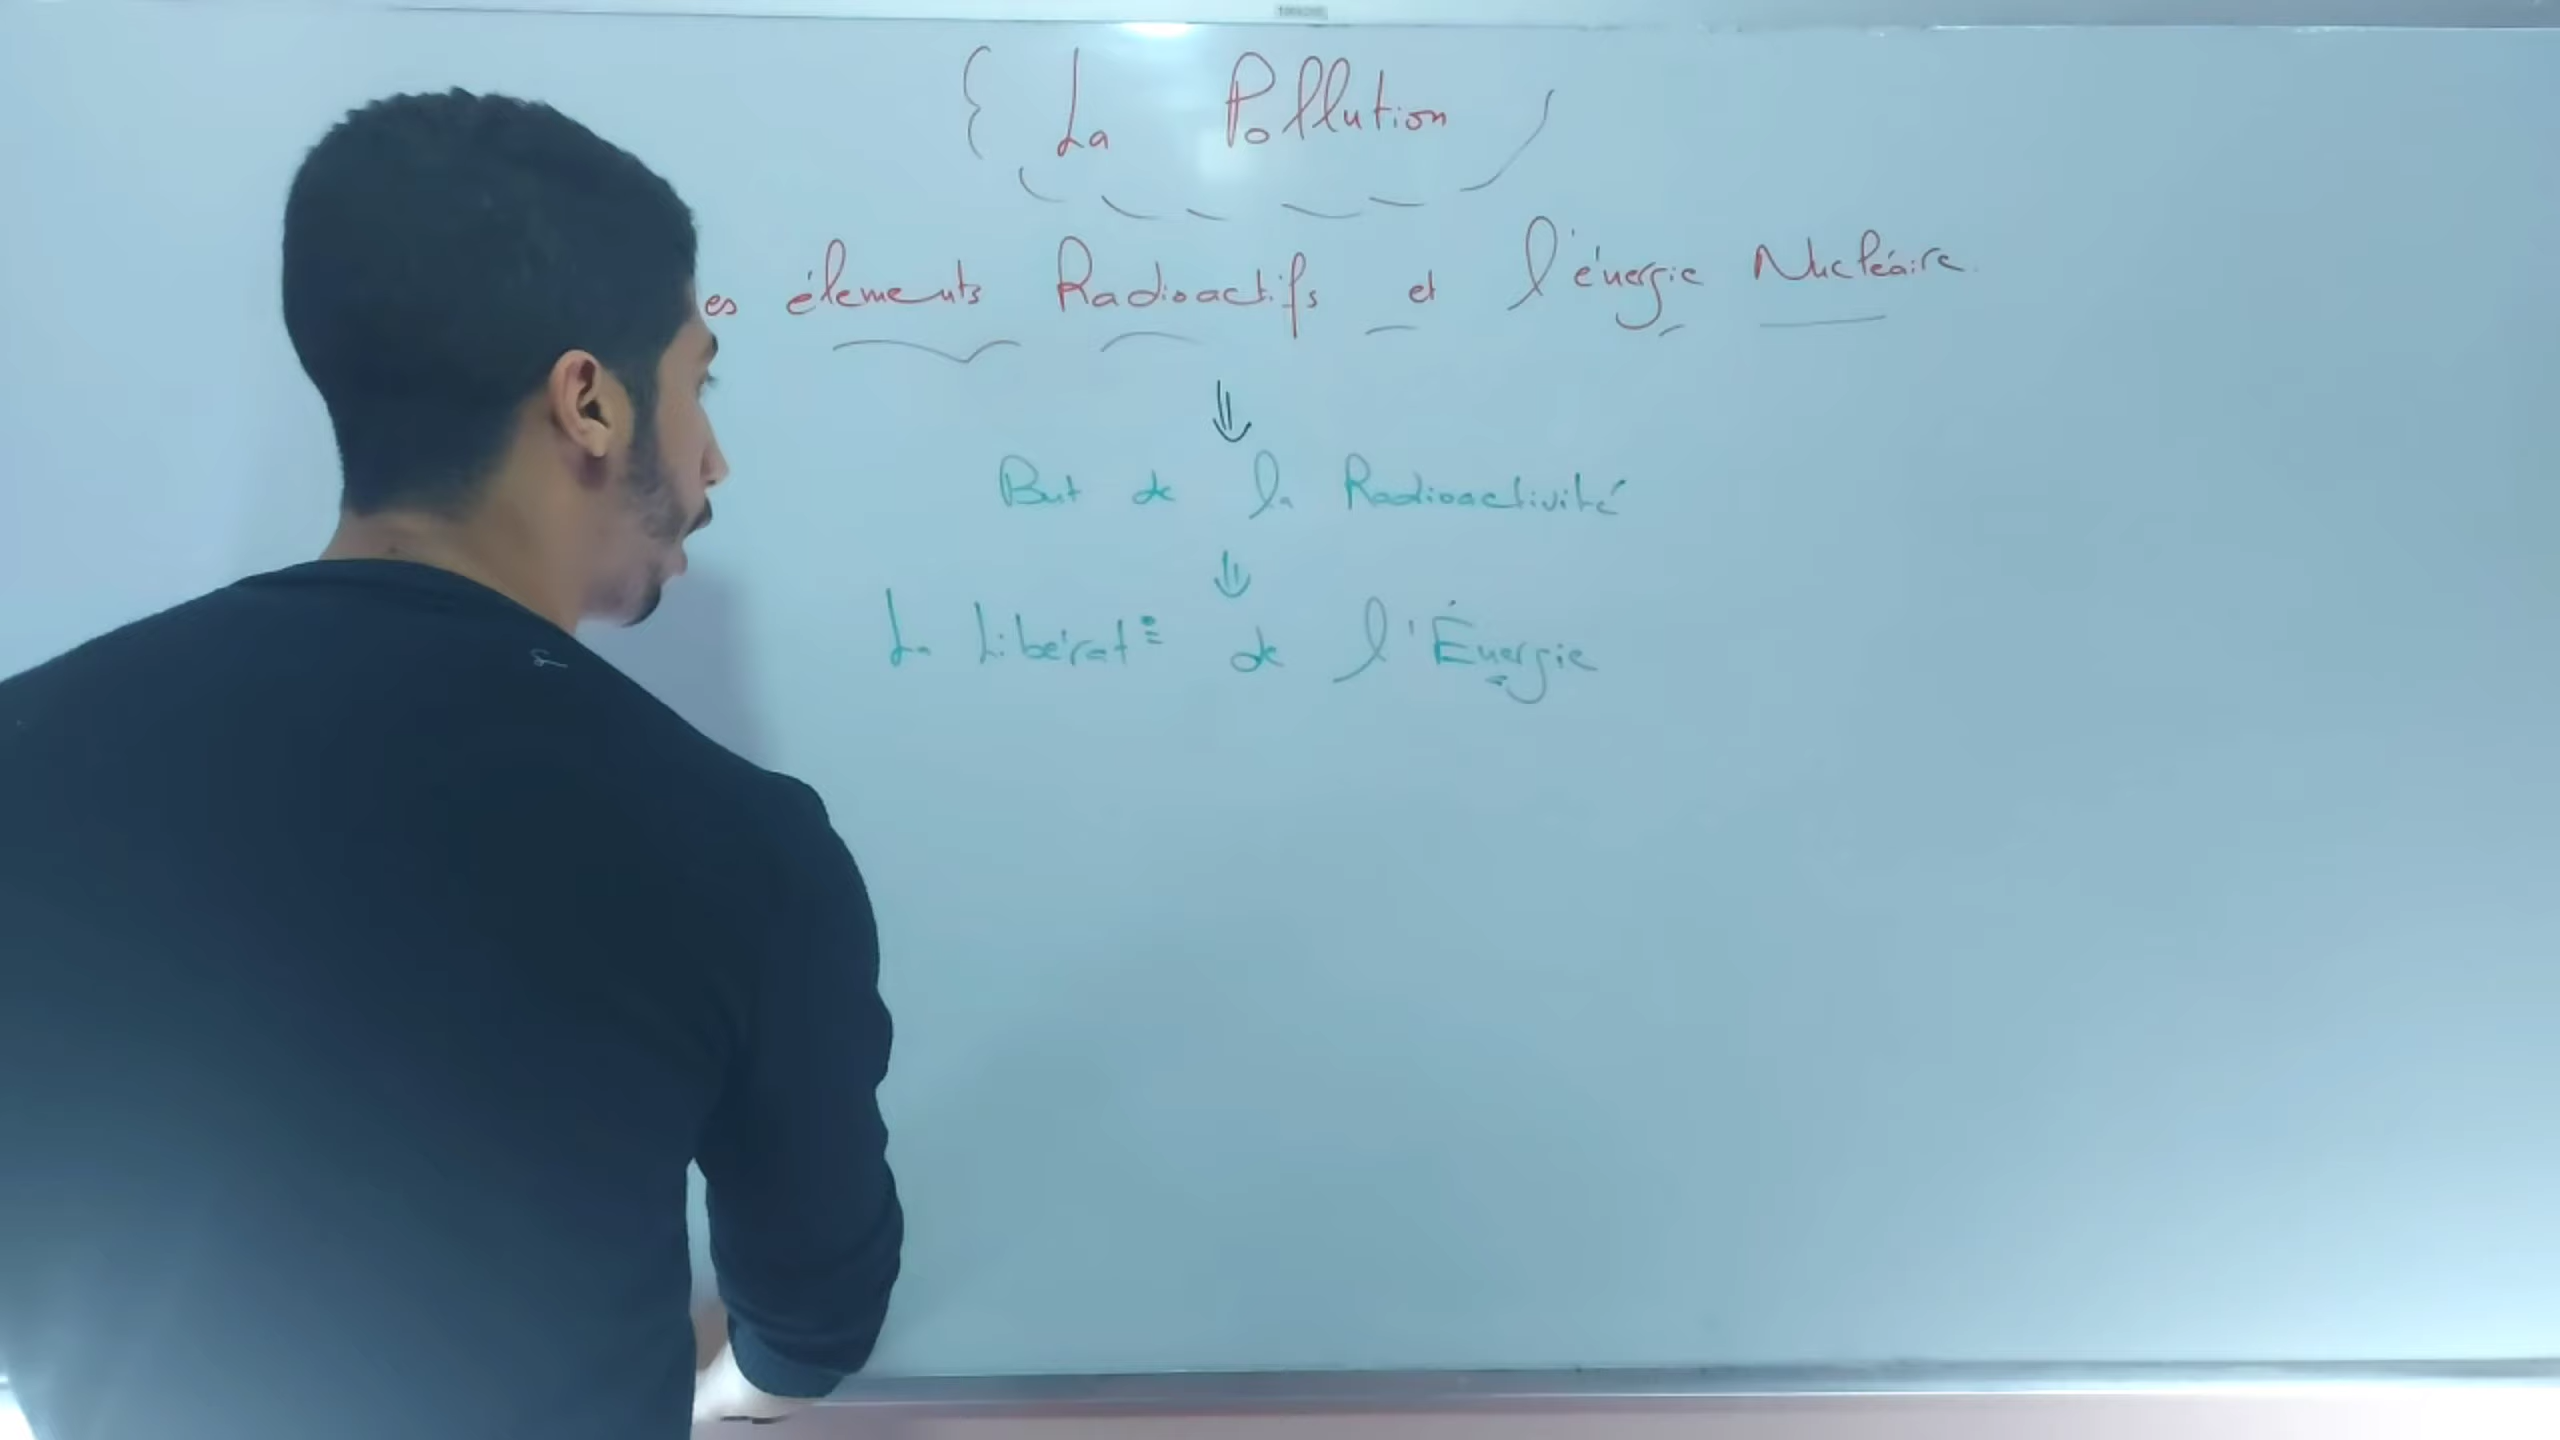 La Pollution
es élements Radioactifs et l'énergie Nucléaire.
But de la Radioactivité
La Libérat° de l'Énergie